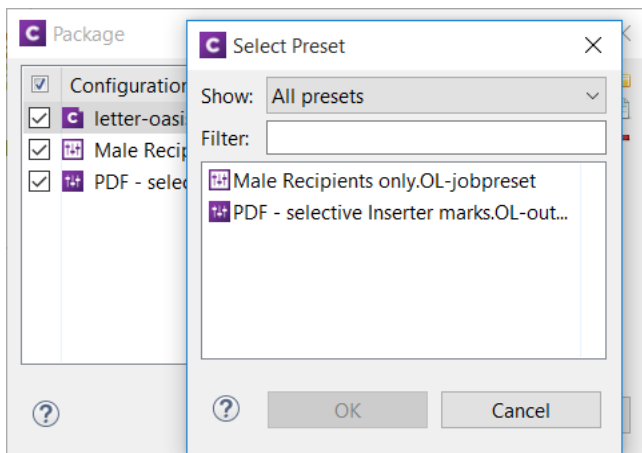 Package
Select Preset
Configuration
Show: All presets
letter-oasi
Filter:
Male Recip
Male Recipients only.OL-jobpreset
PDF - selec
PDF - selective Inserter marks.OL-out...
OK
Cancel